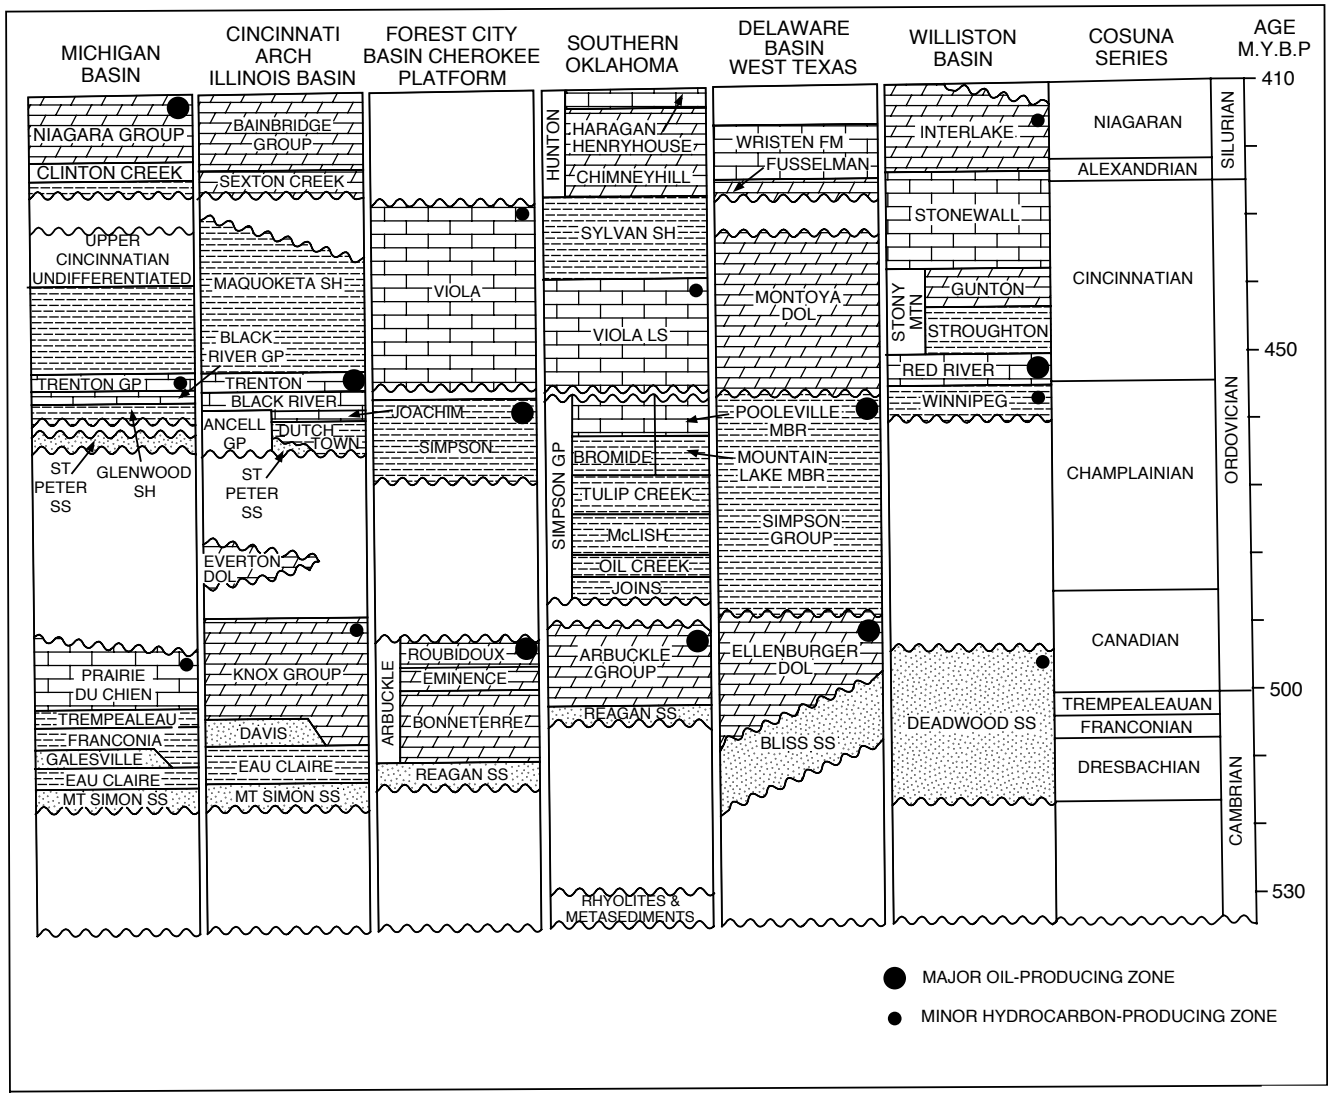 MICHIGAN
BASIN
CINCINNATI
ARCH
ILLINOIS BASIN
FOREST CITY
BASIN CHEROKEE
PLATFORM
SOUTHERN
OKLAHOMA
DELAWARE
BASIN
WEST TEXAS
WILLISTON
BASIN
COSUNA
SERIES
AGE
M.Y.B.P
NIAGARA GROUP
CLINTON CREEK
UPPER
CINCINNATIAN
UNDIFFERENTIATED
TRENTON GP
ST
PETER
SS
GLENWOOD
SH
PRAIRIE
DU CHIEN
TREMPEALEAU
FRANCONIA
GALESVILLE
EAU CLAIRE
MT SIMON SS
BAINBRIDGE
GROUP
SEXTON CREEK
MAQUOKETA SH
BLACK
RIVER GP
TRENTON
BLACK RIVER
ANCELL
GP
DUTCH
TOWN
ST
PETER
SS
EVERTON
DOL
KNOX GROUP
DAVIS
EAU CLAIRE
MT SIMON SS
VIOLA
JOACHIM
SIMPSON
ARBUCKLE
ROUBIDOUX
EMINENCE
BONNETERRE
REAGAN SS
HUNTON
HARAGAN
HENRYHOUSE
CHIMNEYHILL
SYLVAN SH
VIOLA LS
SIMPSON GP
BROMIDE
TULIP CREEK
McLISH
OIL CREEK
JOINS
ARBUCKLE
GROUP
REAGAN SS
RHYOLITES &
METASEDIMENTS
WRISTEN FM
FUSSELMAN
MONTOYA
DOL
POOLEVILLE
MBR
MOUNTAIN
LAKE MBR
SIMPSON
GROUP
ELLENBURGER
DOL
BLISS SS
INTERLAKE
STONEWALL
STONY
MTN
GUNTON
STROUGHTON
RED RIVER
WINNIPEG
DEADWOOD SS
NIAGARAN
ALEXANDRIAN
CINCINNATIAN
CHAMPLAINIAN
CANADIAN
TREMPEALEAUAN
FRANCONIAN
DRESBACHIAN
SILURIAN
ORDOVICIAN
CAMBRIAN
410
450
500
530
MAJOR OIL-PRODUCING ZONE
MINOR HYDROCARBON-PRODUCING ZONE